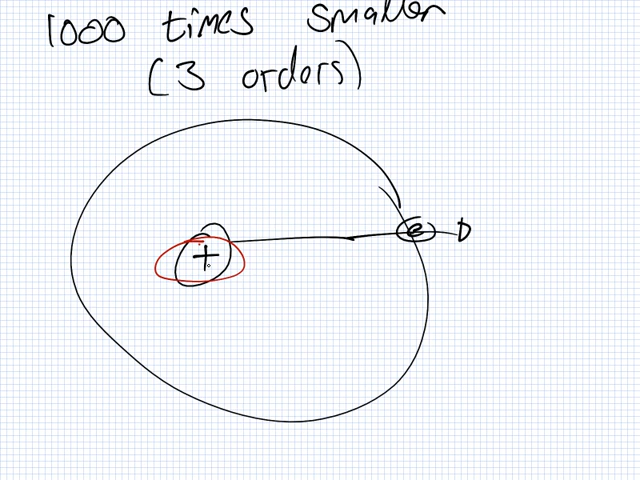 1000 times smaller
(3 orders)
+ e D